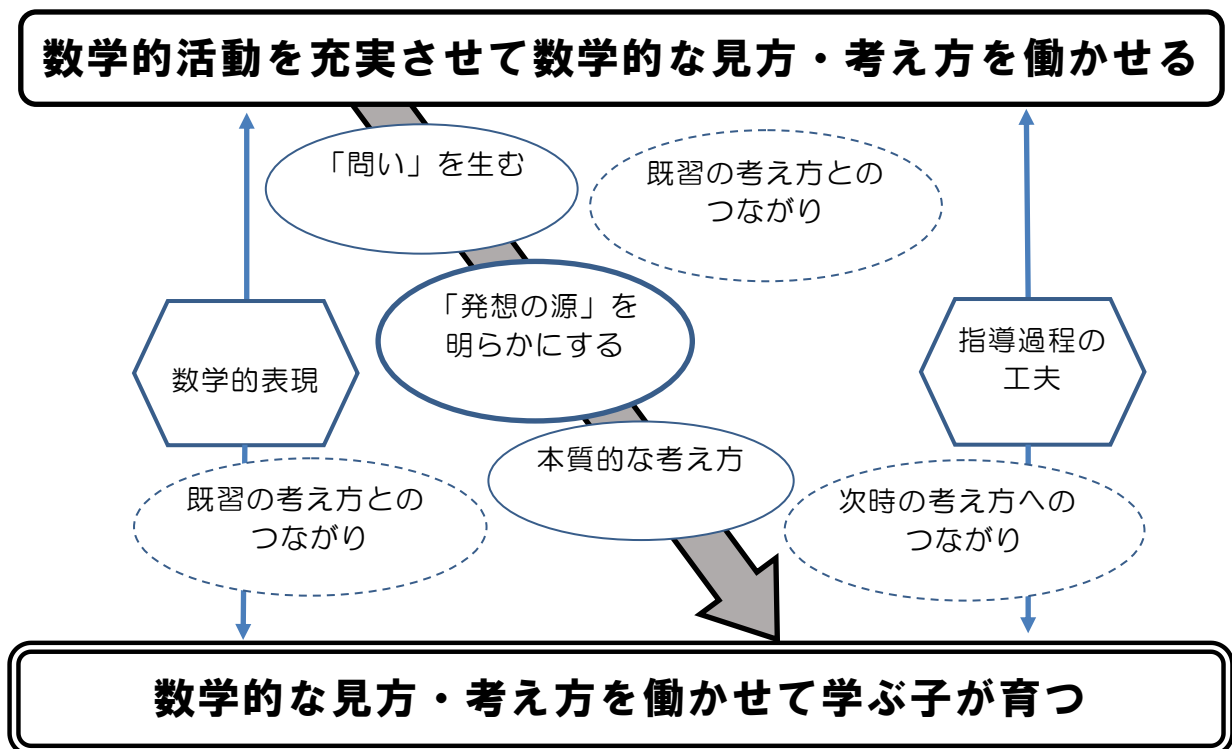 数学的活動を充実させて数学的な見方・考え方を働かせる
「問い」を生む
既習の考え方との
つながり
「発想の源」を
明らかにする
数学的表現
指導過程の
工夫
本質的な考え方
既習の考え方との
つながり
次時の考え方への
つながり
数学的な見方・考え方を働かせて学ぶ子が育つ